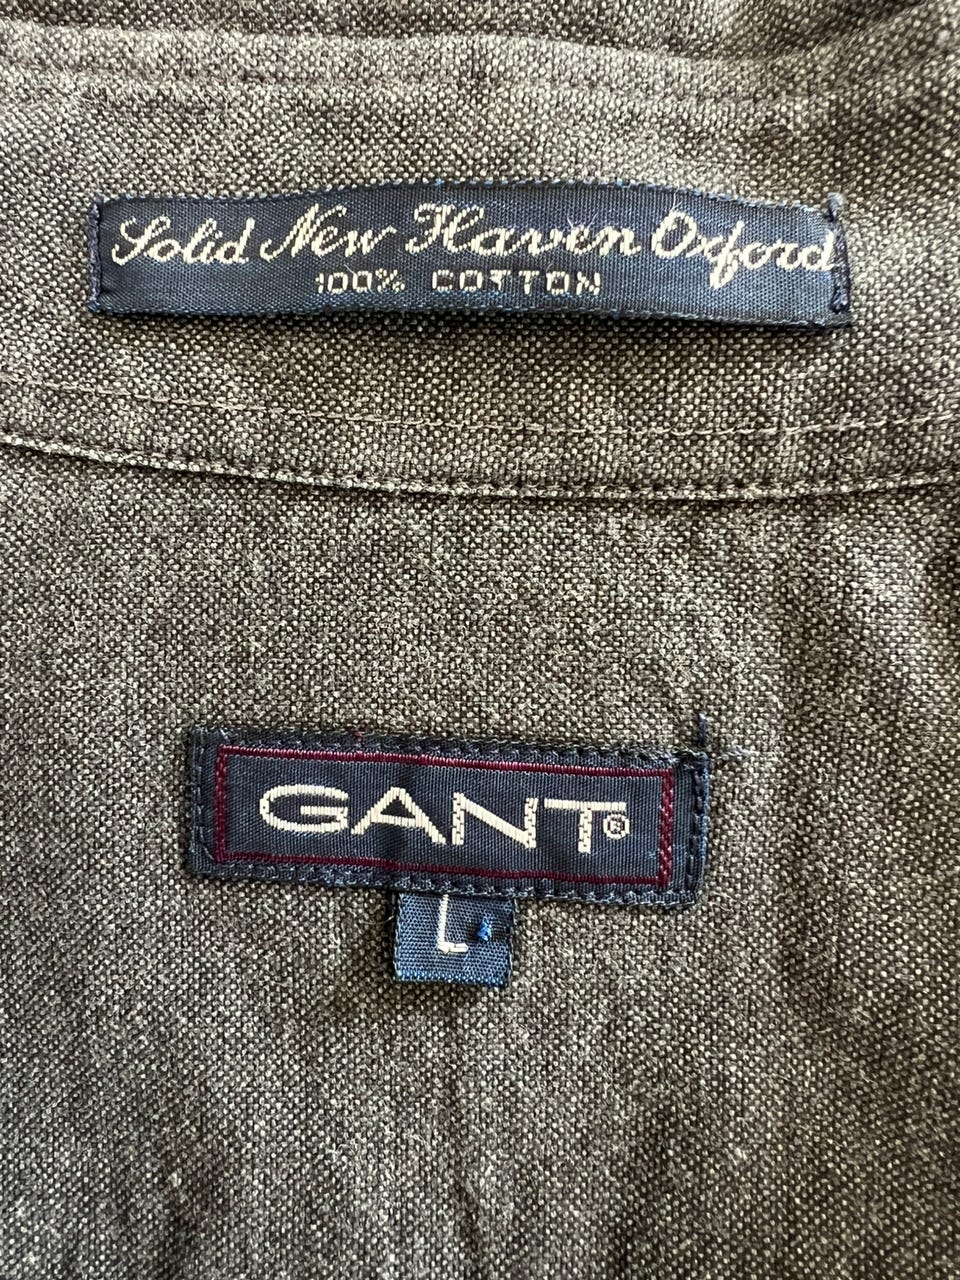 Solid New Haven Oxford
100% COTTON
GANT®
L